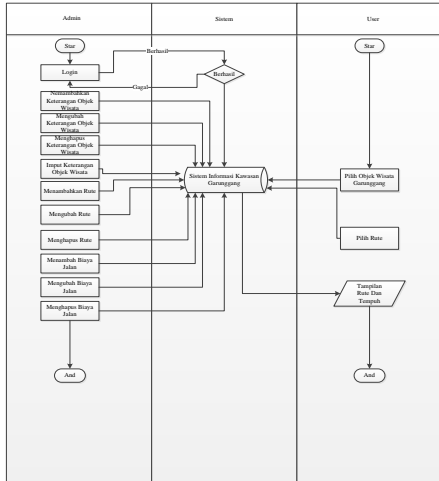 Admin
Sistem
User
Star
Star
Berhasil
Login
Berhasil
Gagal
Menambahkan
Keterangan Objek
Wisata
Mengubah
Keterangan Objek
Wisata
Menghapus
Keterangan Objek
Wisata
Imput Keterangan
Objek Wisata
Sistem Informasi Kawasan
Garunggang
Pilih Objek Wisata
Garunggang
Menambahkan Rute
Mengubah Rute
Menghapus Rute
Pilih Rute
Menambah Biaya
Jalan
Mengubah Biaya
Jalan
Tampilan
Rute Dan
Tempuh
Menghapus Biaya
Jalan
And
And